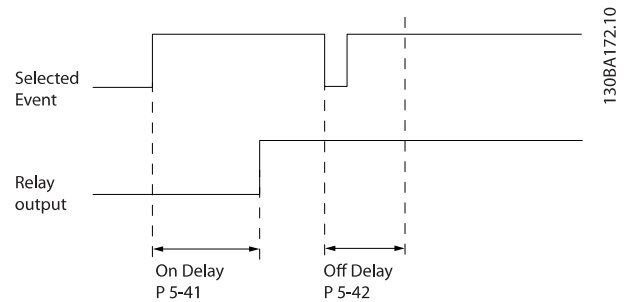 130BA172.10
Selected
Event
Relay
output
On Delay
P 5-41
Off Delay
P 5-42